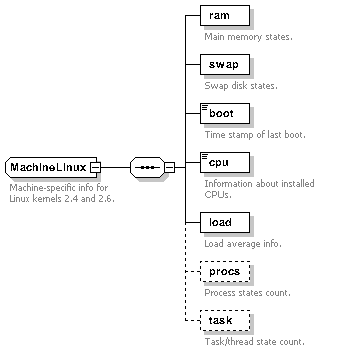 ram
Main memory states.
swap
Swap disk states.
boot
Time stamp of last boot.
MachineLinux
Machine-specific info for
Linux kernels 2.4 and 2.6.
cpu
Information about installed
CPUs.
load
Load average info.
procs
Process states count.
task
Task/thread state count.